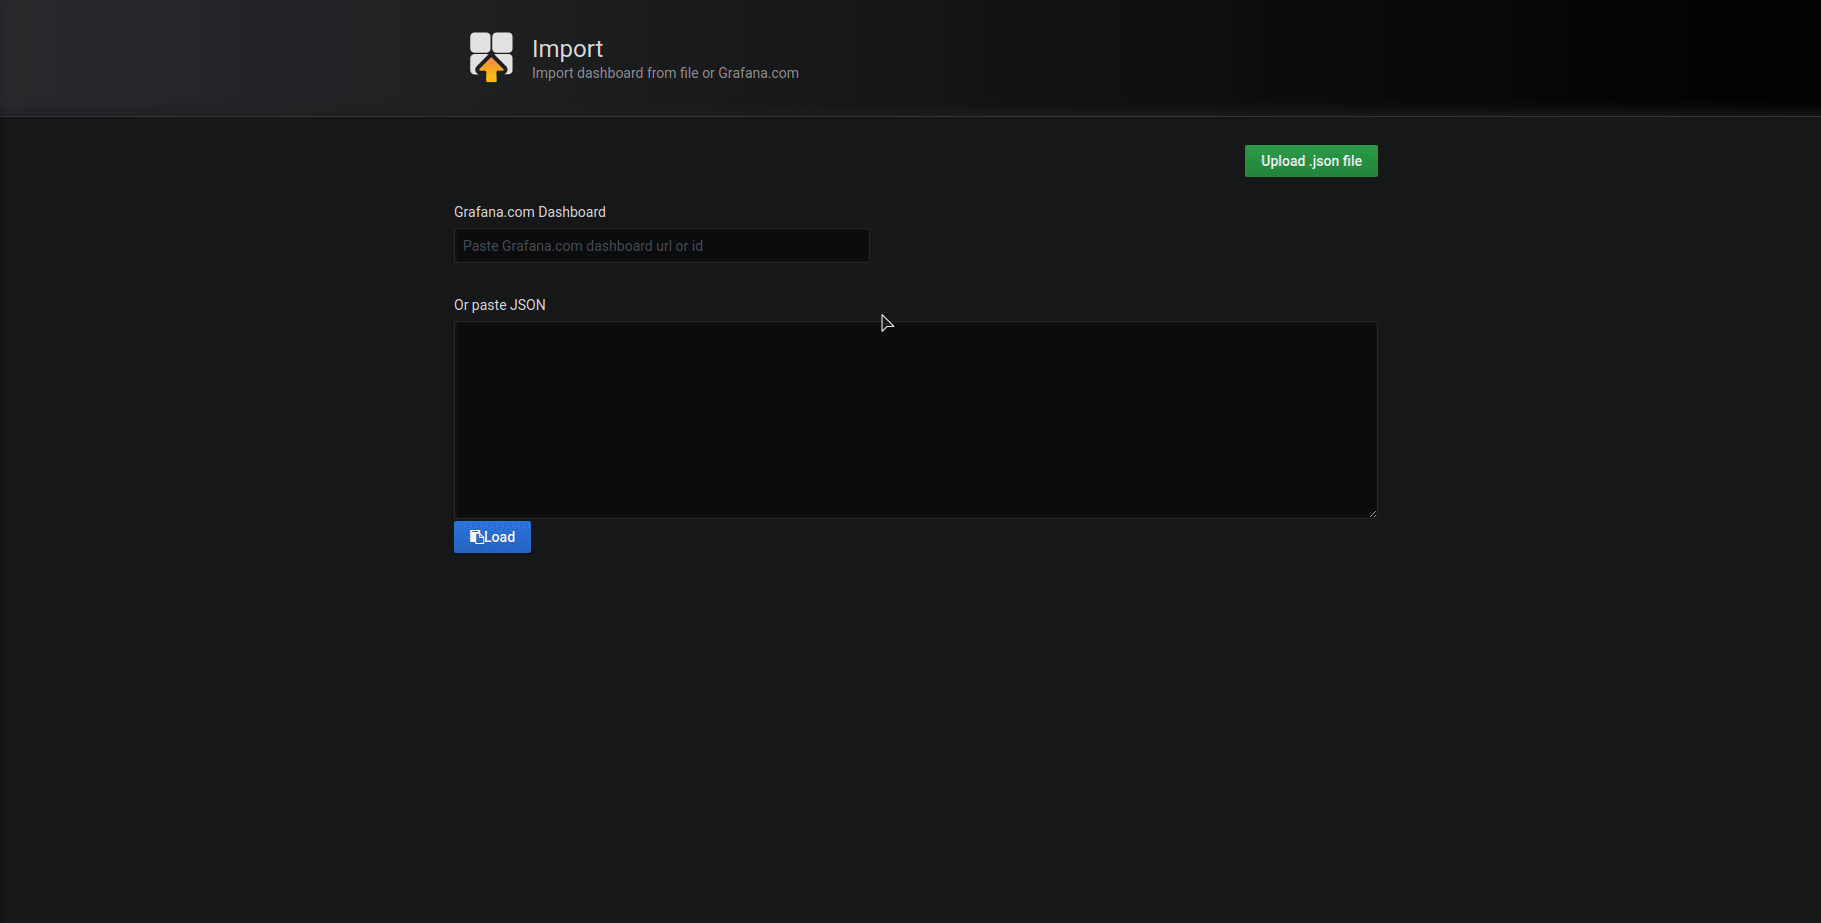 Import
Import dashboard from file or Grafana.com
Upload .json file
Grafana.com Dashboard
Paste Grafana.com dashboard url or id
Or paste JSON
Load